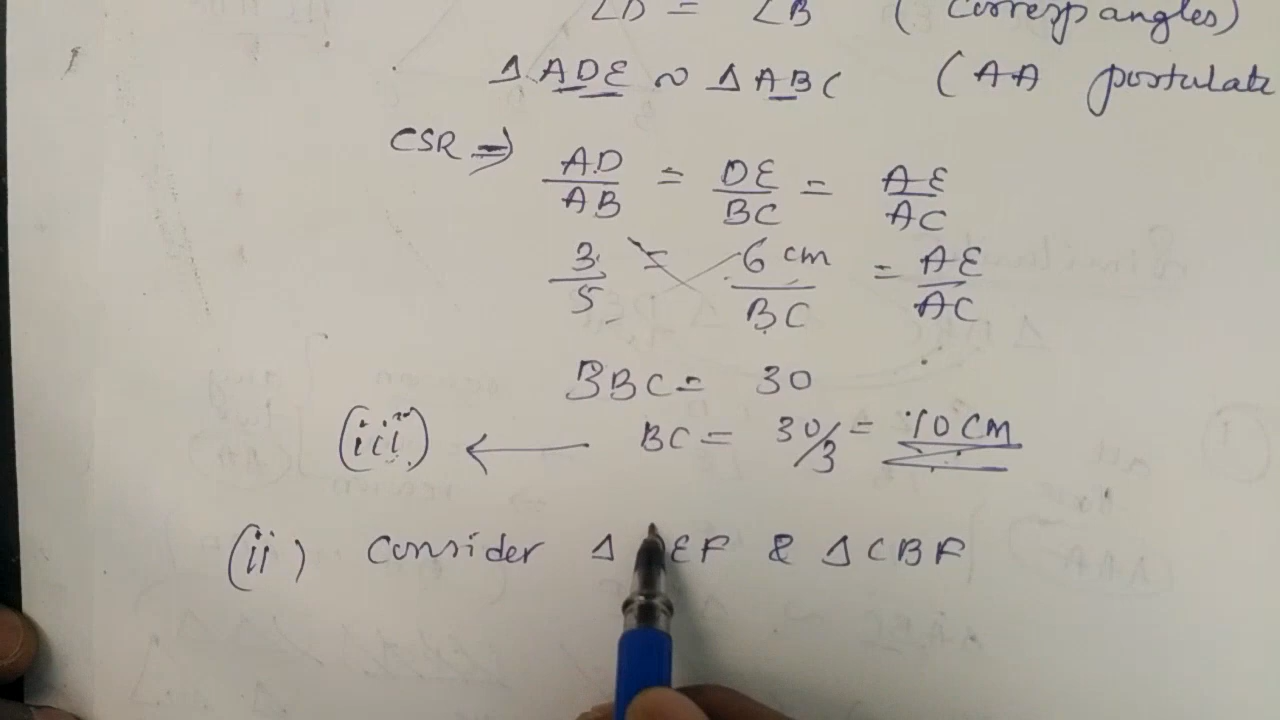 ∠D = ∠B (Corresp angles)
Δ ADE ~ Δ ABC (AA postulate
CSR ⇒ AD/AB = DE/BC = AE/AC
3/5 = 6 cm/BC = AE/AC
3BC = 30
(iii) ← BC = 30/3 = 10 cm
(ii) Consider Δ DEF & Δ CBF